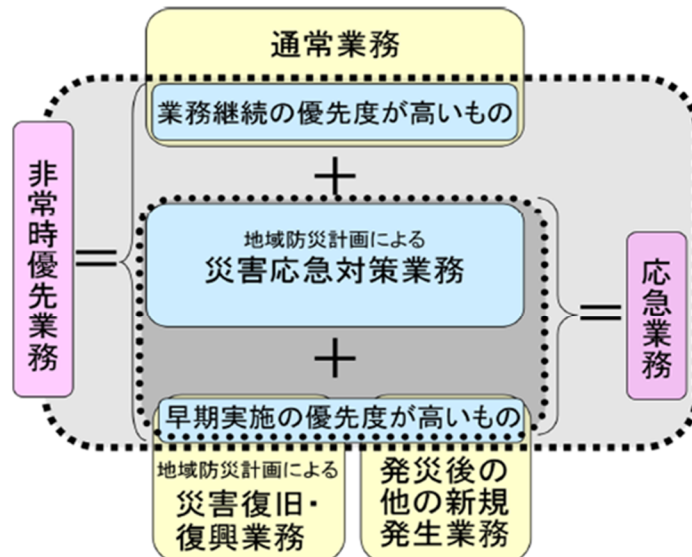 通常業務
業務継続の優先度が高いもの
＋
非常時優先業務
＝
地域防災計画による
災害応急対策業務
＝
応急業務
＋
早期実施の優先度が高いもの
地域防災計画による
災害復旧・
復興業務
発災後の
他の新規
発生業務